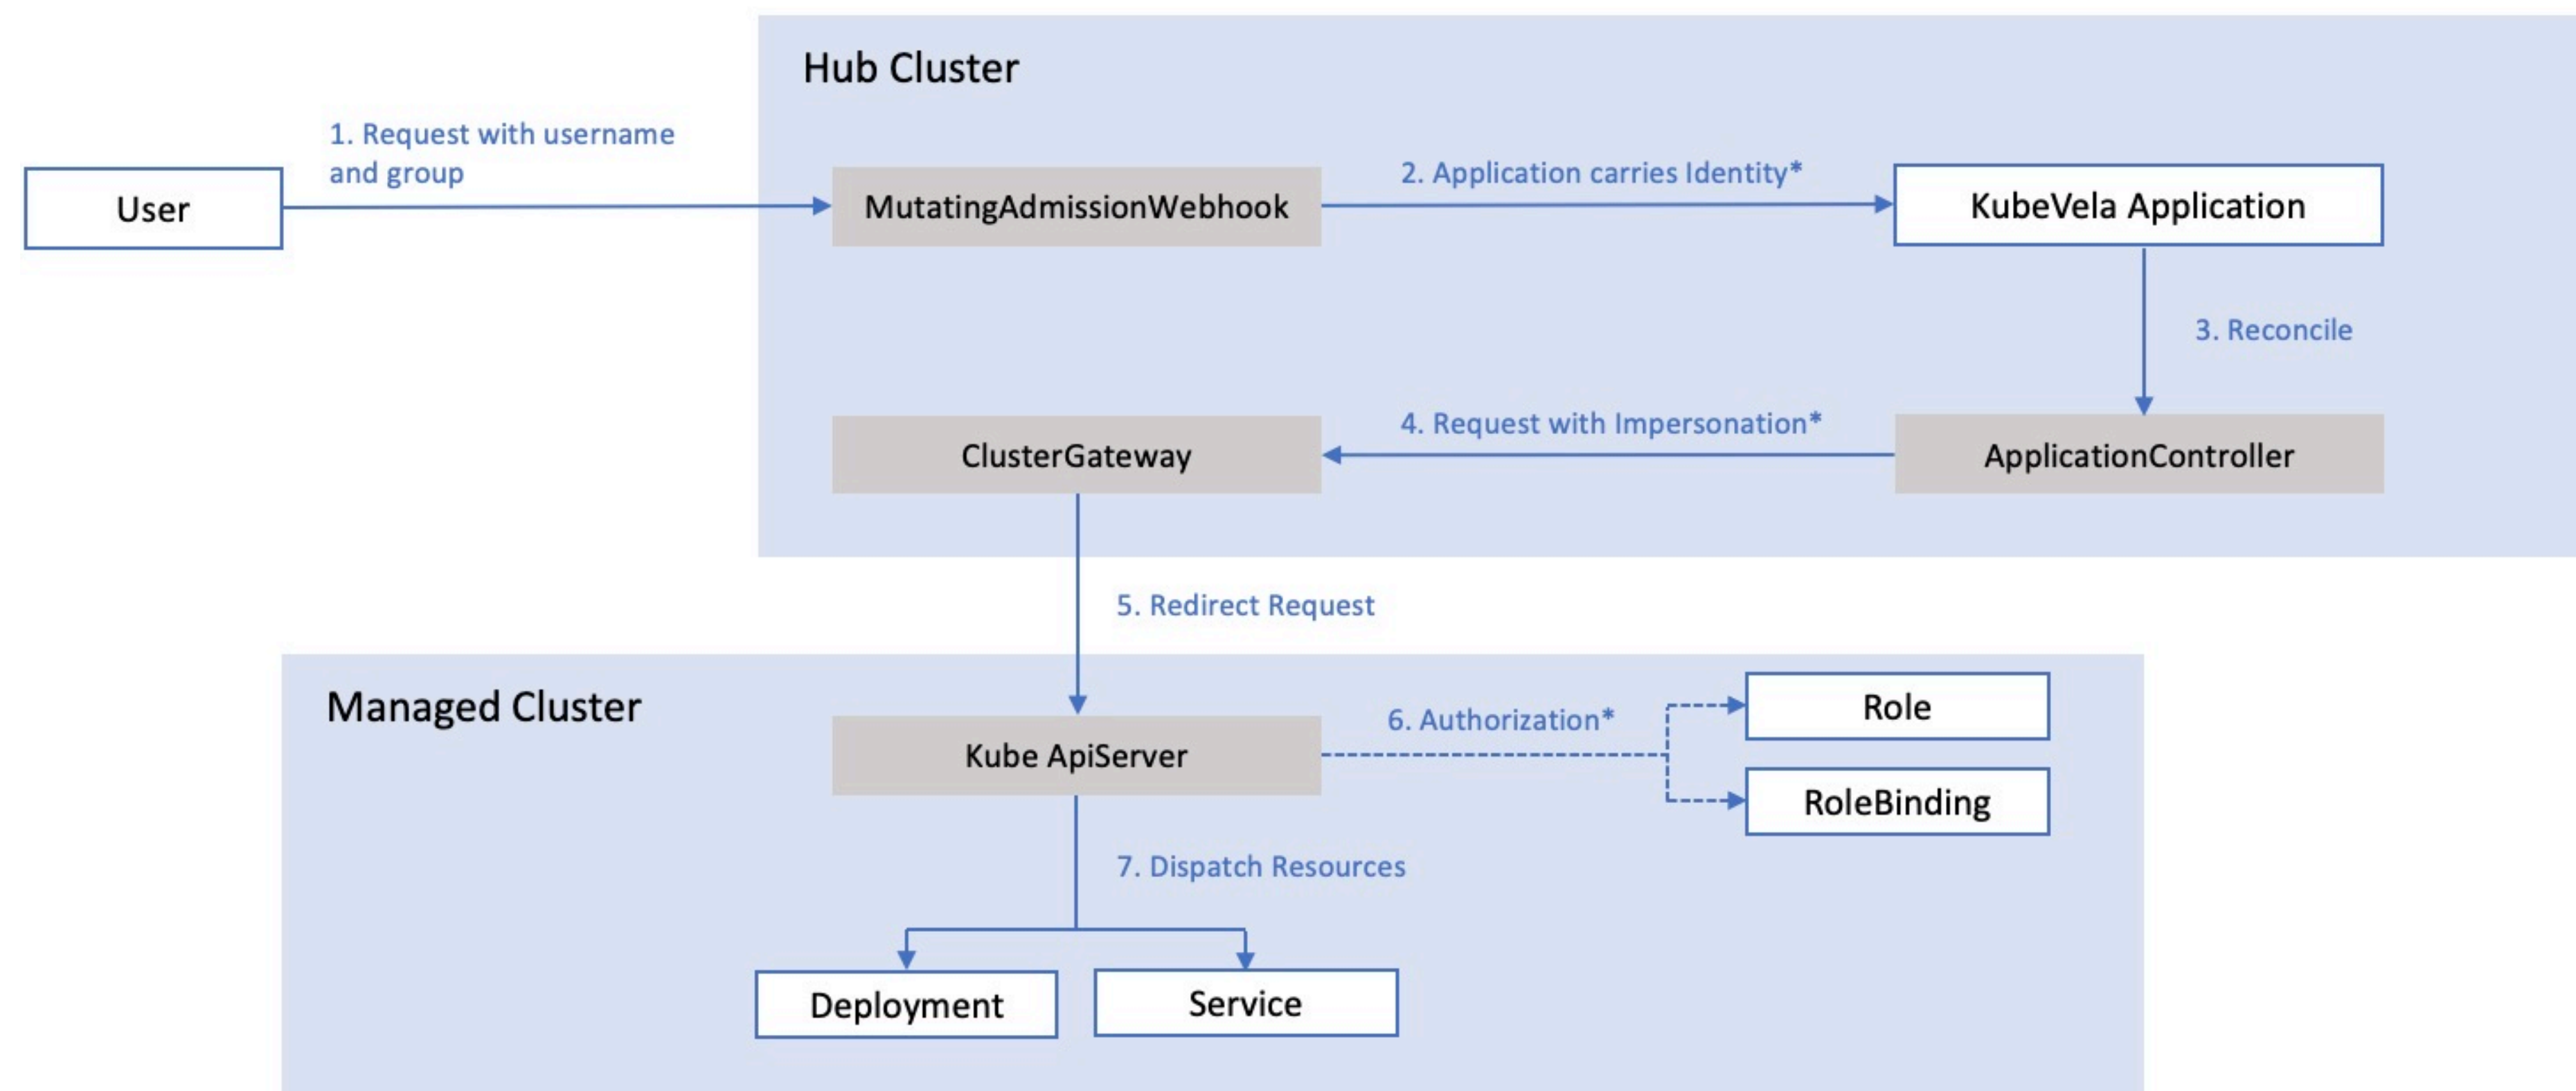 Hub Cluster
1. Request with username
and group
User
MutatingAdmissionWebhook
2. Application carries Identity*
KubeVela Application
3. Reconcile
ClusterGateway
4. Request with Impersonation*
ApplicationController
5. Redirect Request
Managed Cluster
Kube ApiServer
6. Authorization*
Role
RoleBinding
7. Dispatch Resources
Deployment
Service